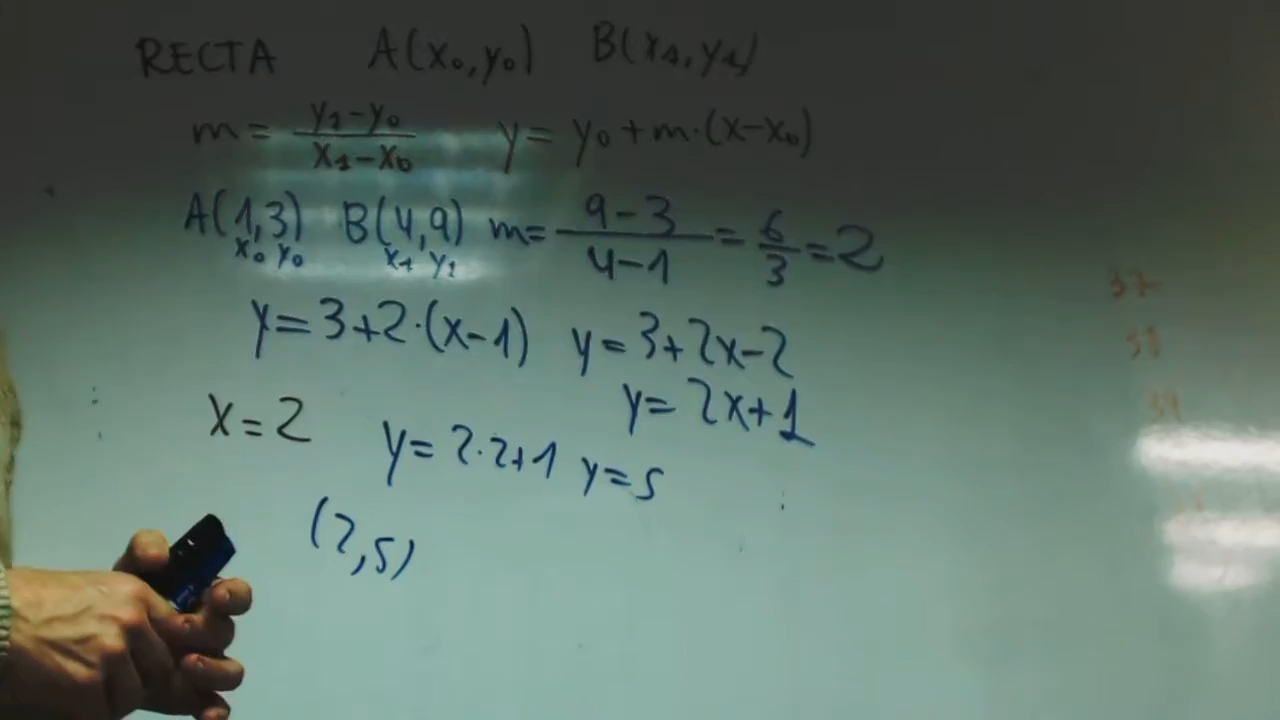 RECTA A(x₀,y₀) B(x₁,y₁)
m = (y₁-y₀)/(x₁-x₀) y = y₀+m·(x-x₀)
A(1,3) B(4,9) m= (9-3)/(4-1) = 6/3 = 2
x₀ y₀ x₁ y₁
y=3+2·(x-1) y=3+2x-2
y=2x+1
x=2 y=2·2+1 y=5
(2,5)
37